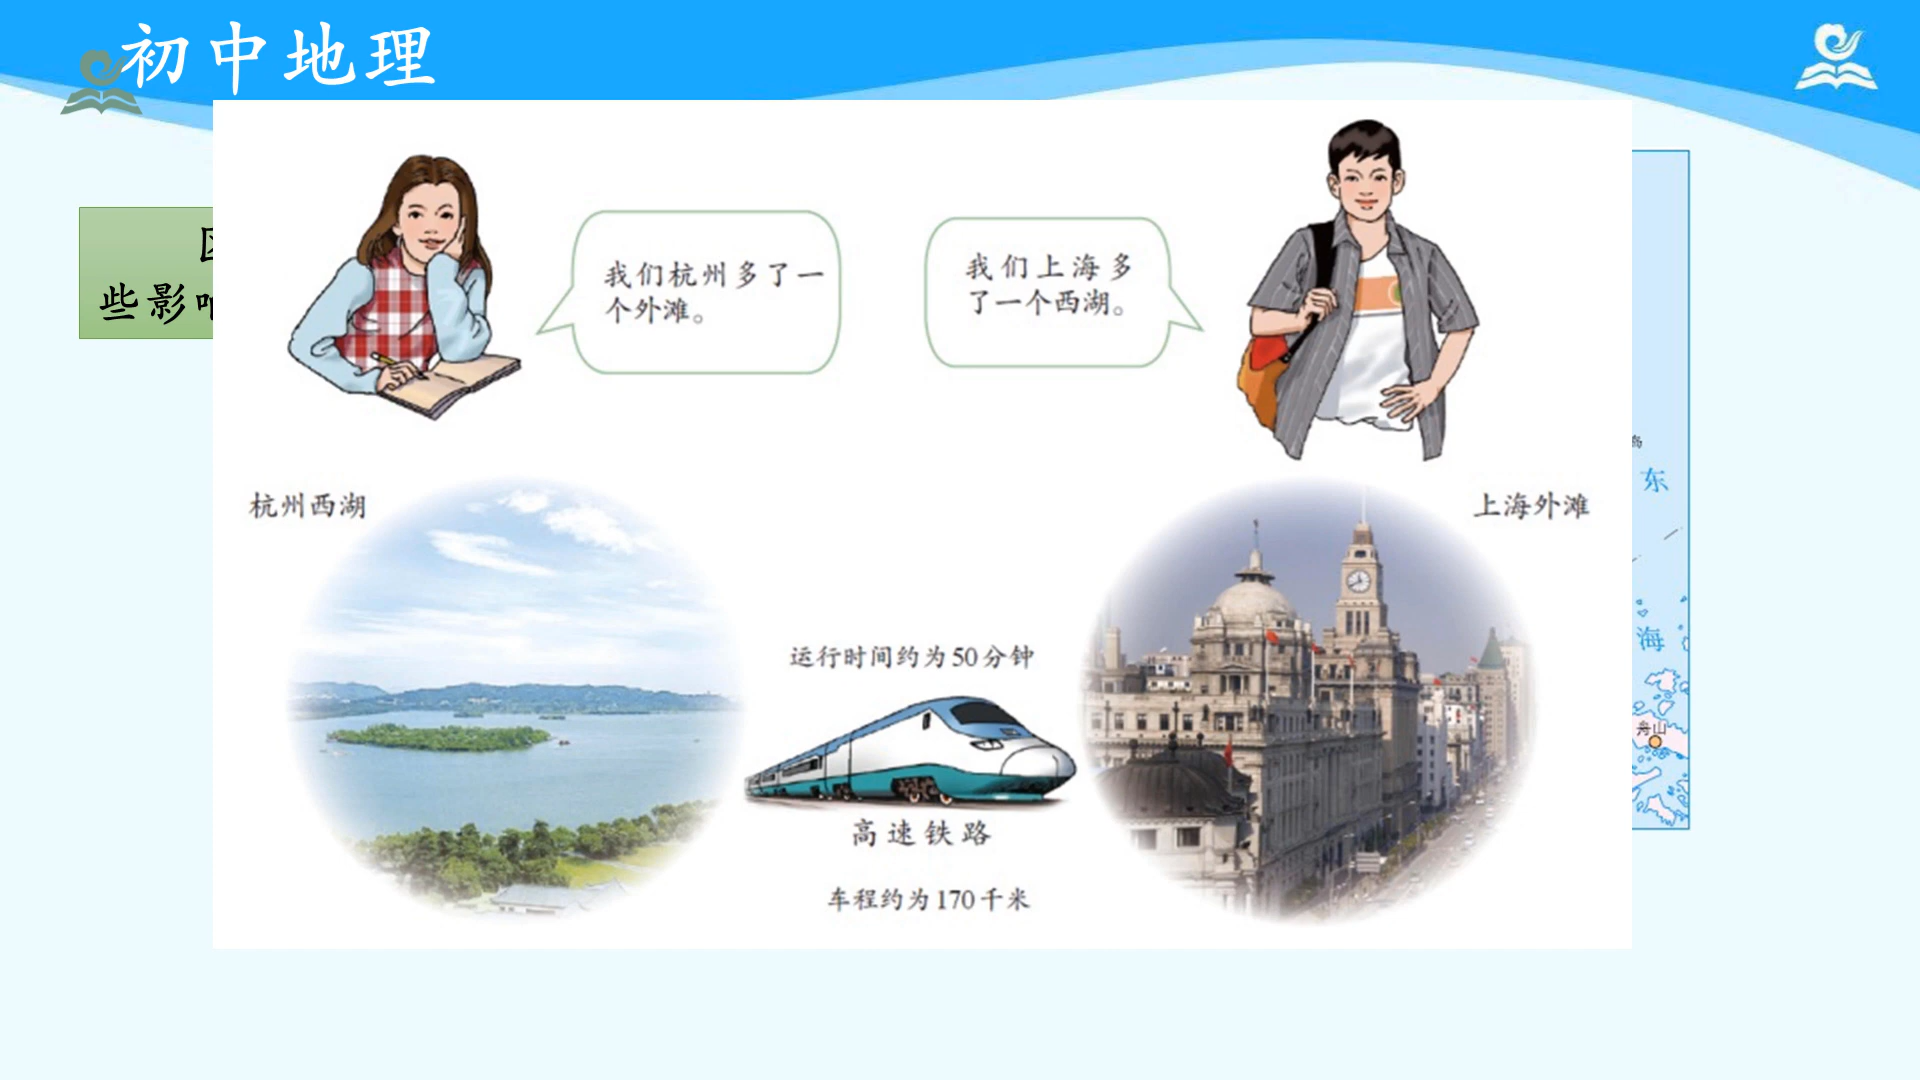 初中地理
些影响
我们杭州多了一
个外滩。
我们上海多
了一个西湖。
杭州西湖
上海外滩
运行时间约为50分钟
高速铁路
车程约为170千米
东
海
舟山